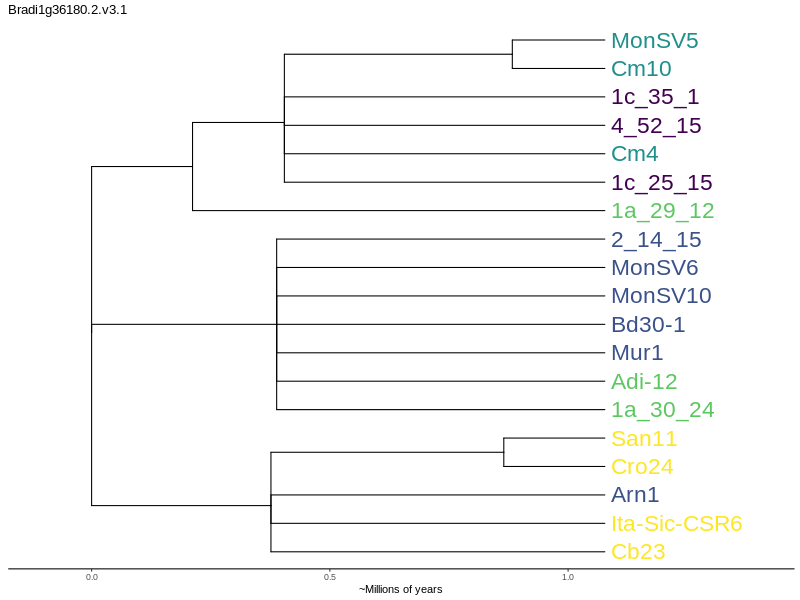 Bradi1g36180.2.v3.1
MonSV5
Cm10
1c_35_1
4_52_15
Cm4
1c_25_15
1a_29_12
2_14_15
MonSV6
MonSV10
Bd30-1
Mur1
Adi-12
1a_30_24
San11
Cro24
Arn1
Ita-Sic-CSR6
Cb23
0.0 0.5 1.0
~Millions of years